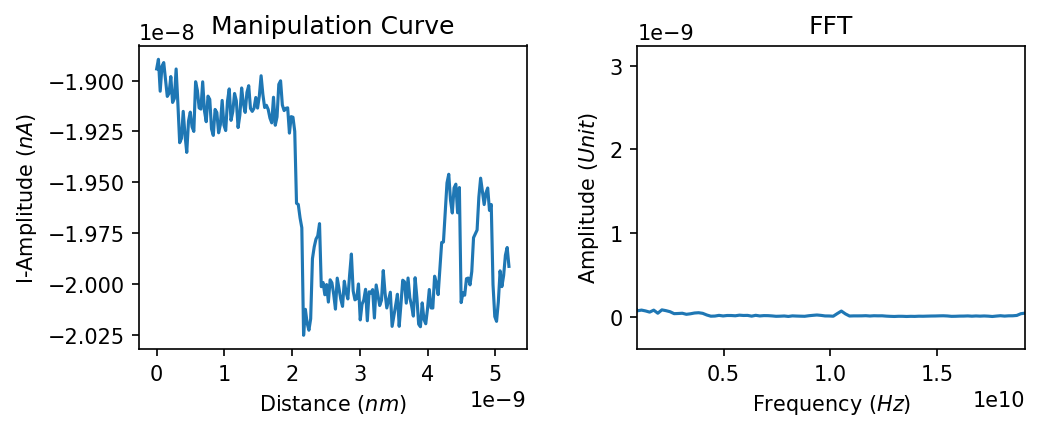 Manipulation Curve
1e−8
I-Amplitude (nA)
−1.900
−1.925
−1.950
−1.975
−2.000
−2.025
0 1 2 3 4 5
Distance (nm)
1e−9
FFT
1e−9
Amplitude (Unit)
3
2
1
0
0.5 1.0 1.5
Frequency (Hz)
1e10